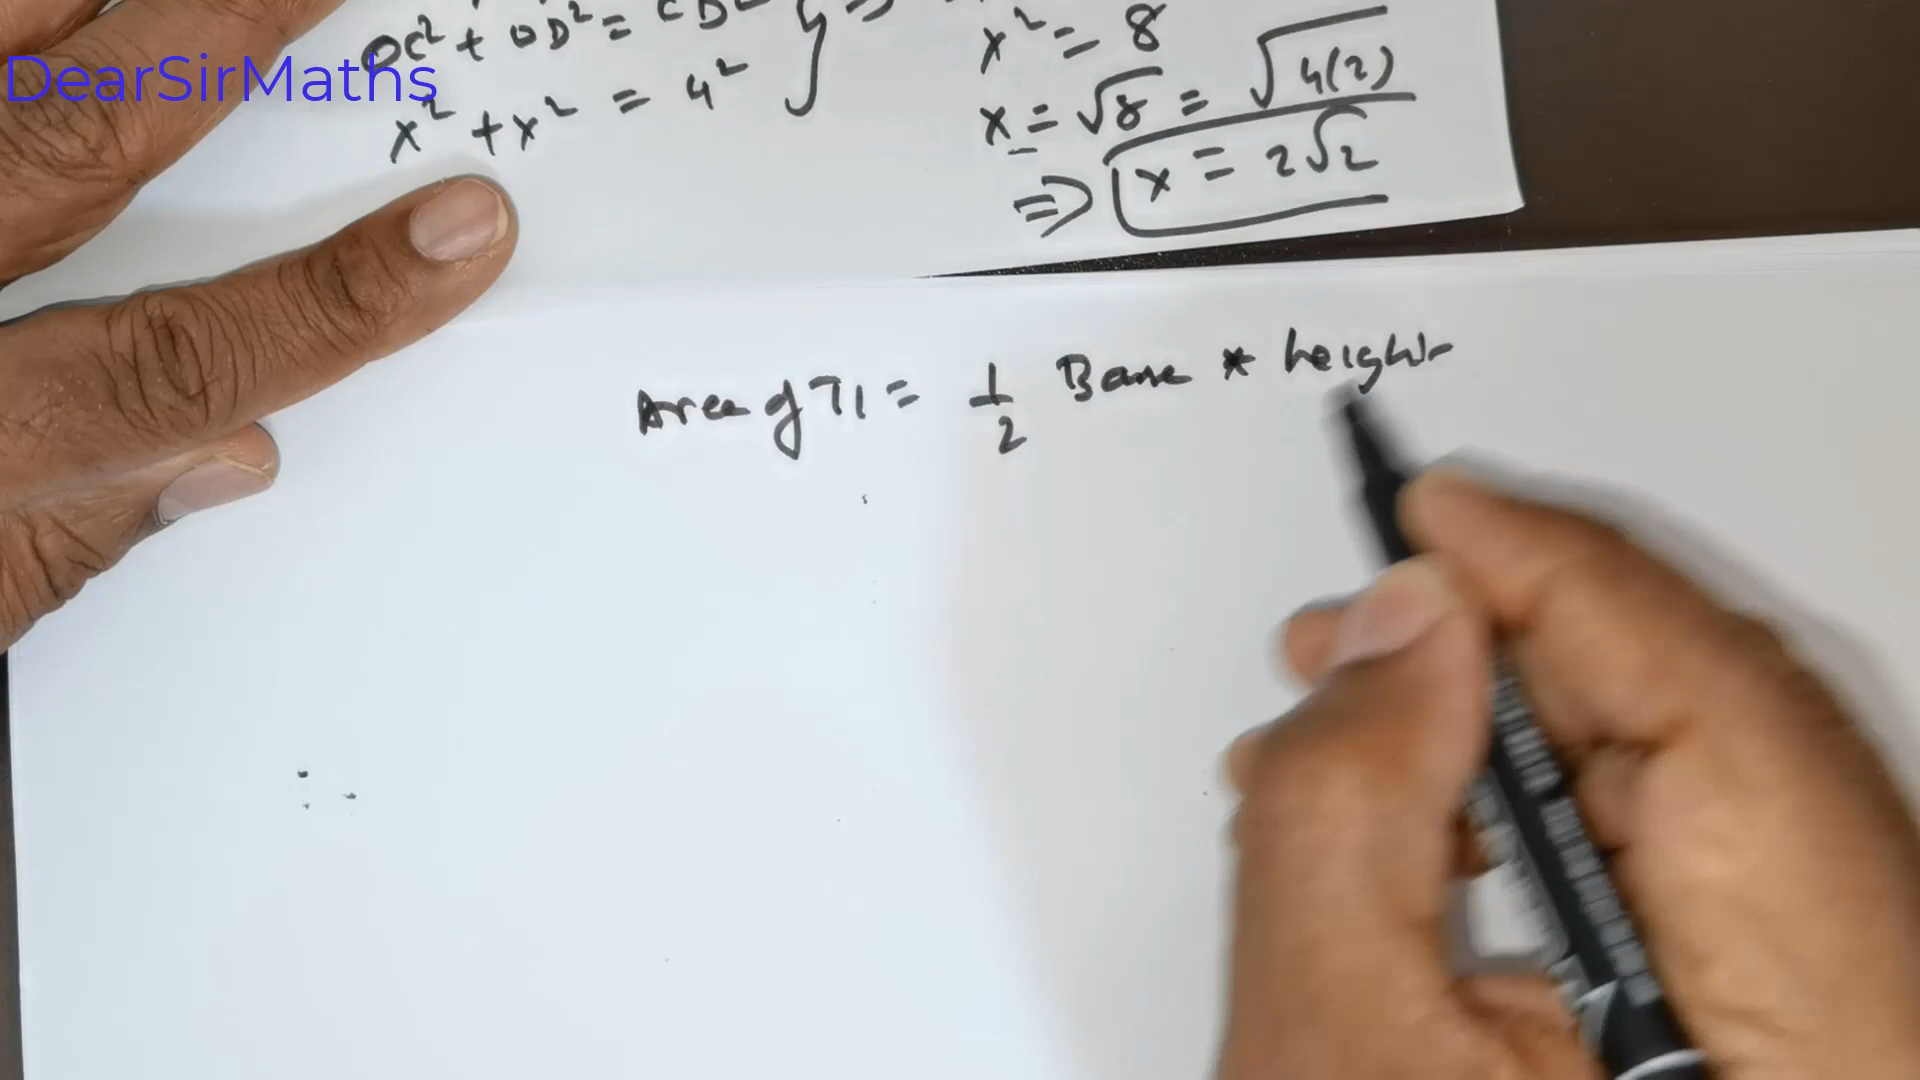 OC² + OD² = CD²
x² + x² = 4²
x² = 8
x = √8 = √4(2)
⇒ x = 2√2
DearSirMaths
Area of T1 = 1/2 Base * height